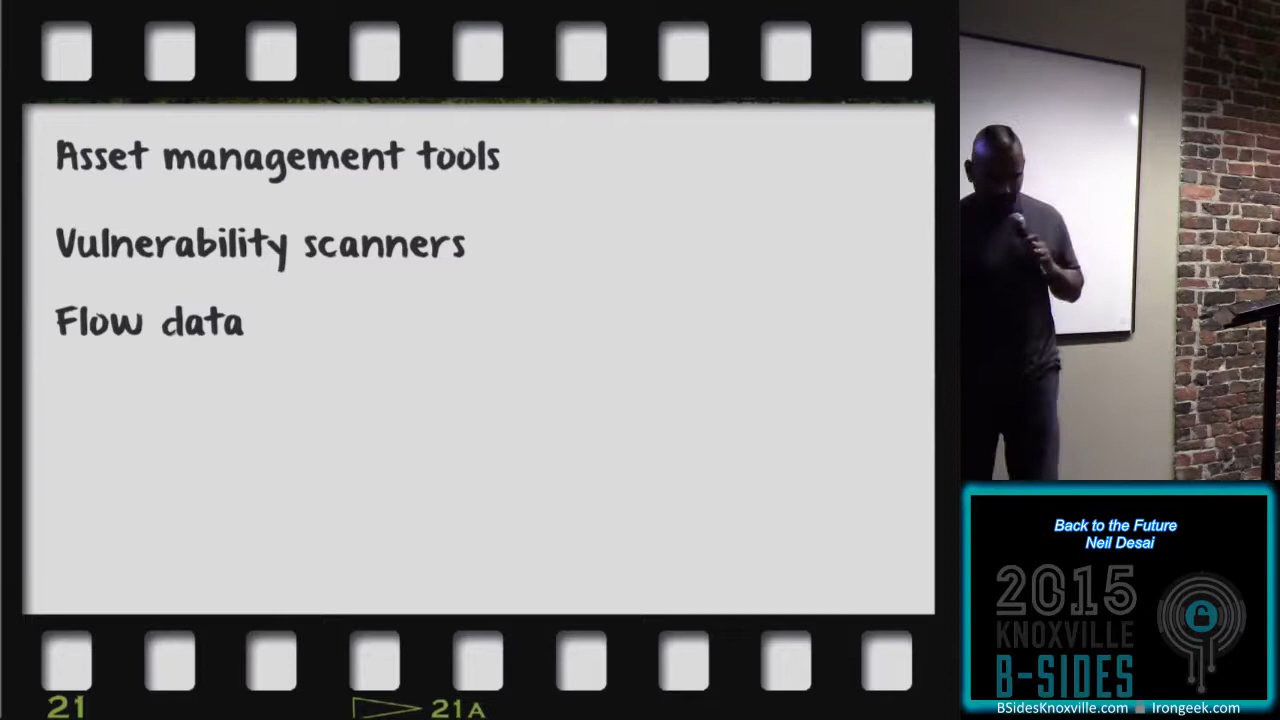 Asset management tools
Vulnerability scanners
Flow data
21
21A
Back to the Future
Neil Desai
2015
KNOXVILLE
B-SIDES
BSidesKnoxville.com
Irongeek.com